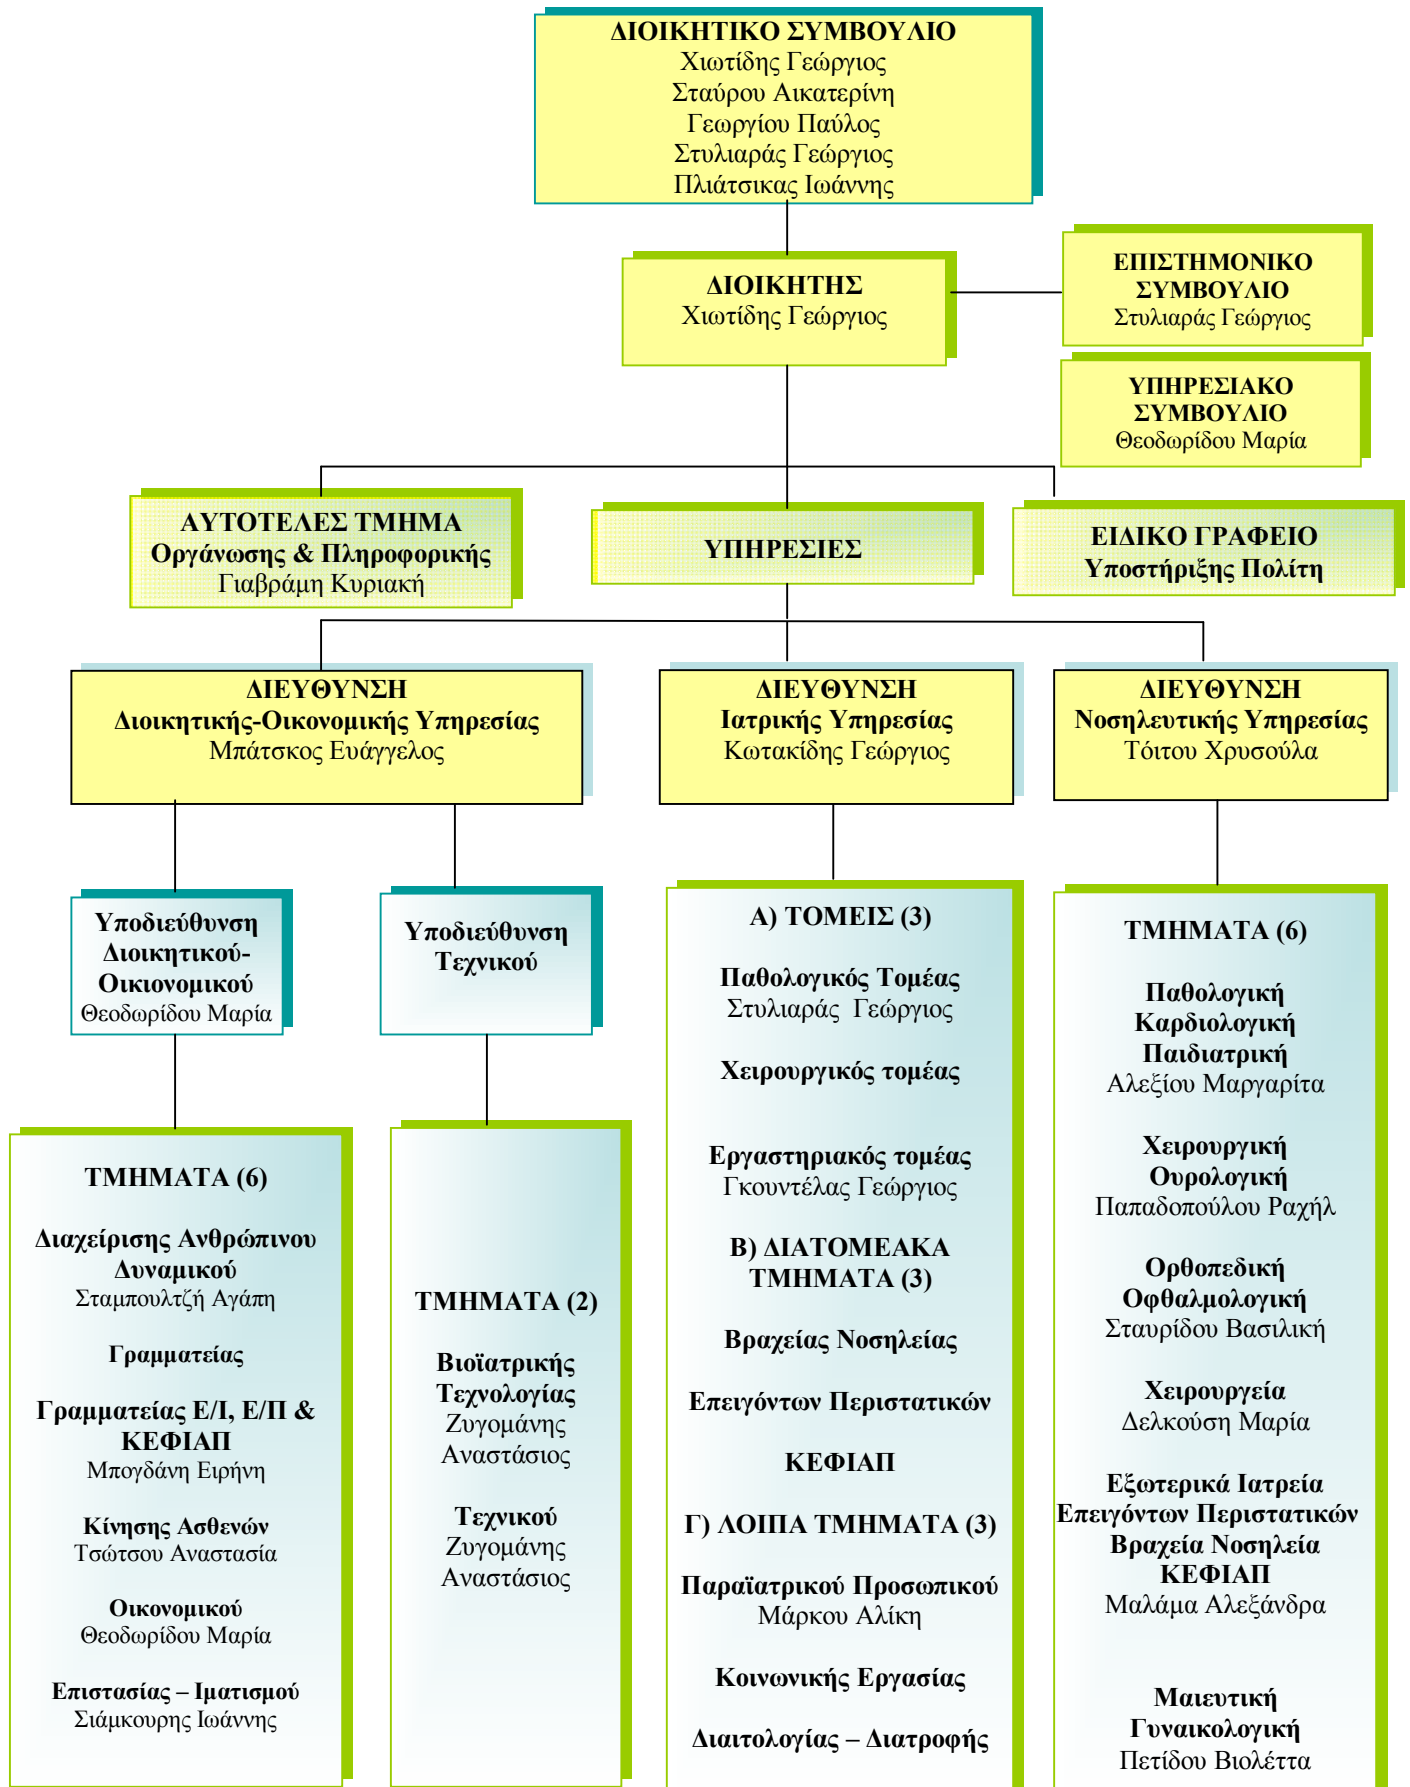 ΔΙΟΙΚΗΤΙΚΟ ΣΥΜΒΟΥΛΙΟ
Χιωτίδης Γεώργιος
Σταύρου Αικατερίνη
Γεωργίου Παύλος
Στυλιαράς Γεώργιος
Πλιάτσικας Ιωάννης
ΔΙΟΙΚΗΤΗΣ
Χιωτίδης Γεώργιος
ΕΠΙΣΤΗΜΟΝΙΚΟ
ΣΥΜΒΟΥΛΙΟ
Στυλιαράς Γεώργιος
ΥΠΗΡΕΣΙΑΚΟ
ΣΥΜΒΟΥΛΙΟ
Θεοδωρίδου Μαρία
ΑΥΤΟΤΕΛΕΣ ΤΜΗΜΑ
Οργάνωσης & Πληροφορικής
Γιαβράμη Κυριακή
ΥΠΗΡΕΣΙΕΣ
ΕΙΔΙΚΟ ΓΡΑΦΕΙΟ
Υποστήριξης Πολίτη
ΔΙΕΥΘΥΝΣΗ
Διοικητικής-Οικονομικής Υπηρεσίας
Μπάτσκος Ευάγγελος
ΔΙΕΥΘΥΝΣΗ
Ιατρικής Υπηρεσίας
Κωτακίδης Γεώργιος
ΔΙΕΥΘΥΝΣΗ
Νοσηλευτικής Υπηρεσίας
Τόιτου Χρυσούλα
Υποδιεύθυνση
Διοικητικού-
Οικιονομικού
Θεοδωρίδου Μαρία
Υποδιεύθυνση
Τεχνικού
ΤΜΗΜΑΤΑ (6)
Διαχείρισης Ανθρώπινου
Δυναμικού
Σταμπουλτζή Αγάπη
Γραμματείας
Γραμματείας Ε/Ι, Ε/Π &
ΚΕΦΙΑΠ
Μπογδάνη Ειρήνη
Κίνησης Ασθενών
Τσώτσου Αναστασία
Οικονομικού
Θεοδωρίδου Μαρία
Επιστασίας – Ιματισμού
Σιάμκουρης Ιωάννης
ΤΜΗΜΑΤΑ (2)
Βιοϊατρικής
Τεχνολογίας
Ζυγομάνης
Αναστάσιος
Τεχνικού
Ζυγομάνης
Αναστάσιος
Α) ΤΟΜΕΙΣ (3)
Παθολογικός Τομέας
Στυλιαράς  Γεώργιος
Χειρουργικός τομέας
Εργαστηριακός τομέας
Γκουντέλας Γεώργιος
Β) ΔΙΑΤΟΜΕΑΚΑ
ΤΜΗΜΑΤΑ (3)
Βραχείας Νοσηλείας
Επειγόντων Περιστατικών
ΚΕΦΙΑΠ
Γ) ΛΟΙΠΑ ΤΜΗΜΑΤΑ (3)
Παραϊατρικού Προσωπικού
Μάρκου Αλίκη
Κοινωνικής Εργασίας
Διαιτολογίας – Διατροφής
ΤΜΗΜΑΤΑ (6)
Παθολογική
Καρδιολογική
Παιδιατρική
Αλεξίου Μαργαρίτα
Χειρουργική
Ουρολογική
Παπαδοπούλου Ραχήλ
Ορθοπεδική
Οφθαλμολογική
Σταυρίδου Βασιλική
Χειρουργεία
Δελκούση Μαρία
Εξωτερικά Ιατρεία
Επειγόντων Περιστατικών
Βραχεία Νοσηλεία
ΚΕΦΙΑΠ
Μαλάμα Αλεξάνδρα
Μαιευτική
Γυναικολογική
Πετίδου Βιολέττα